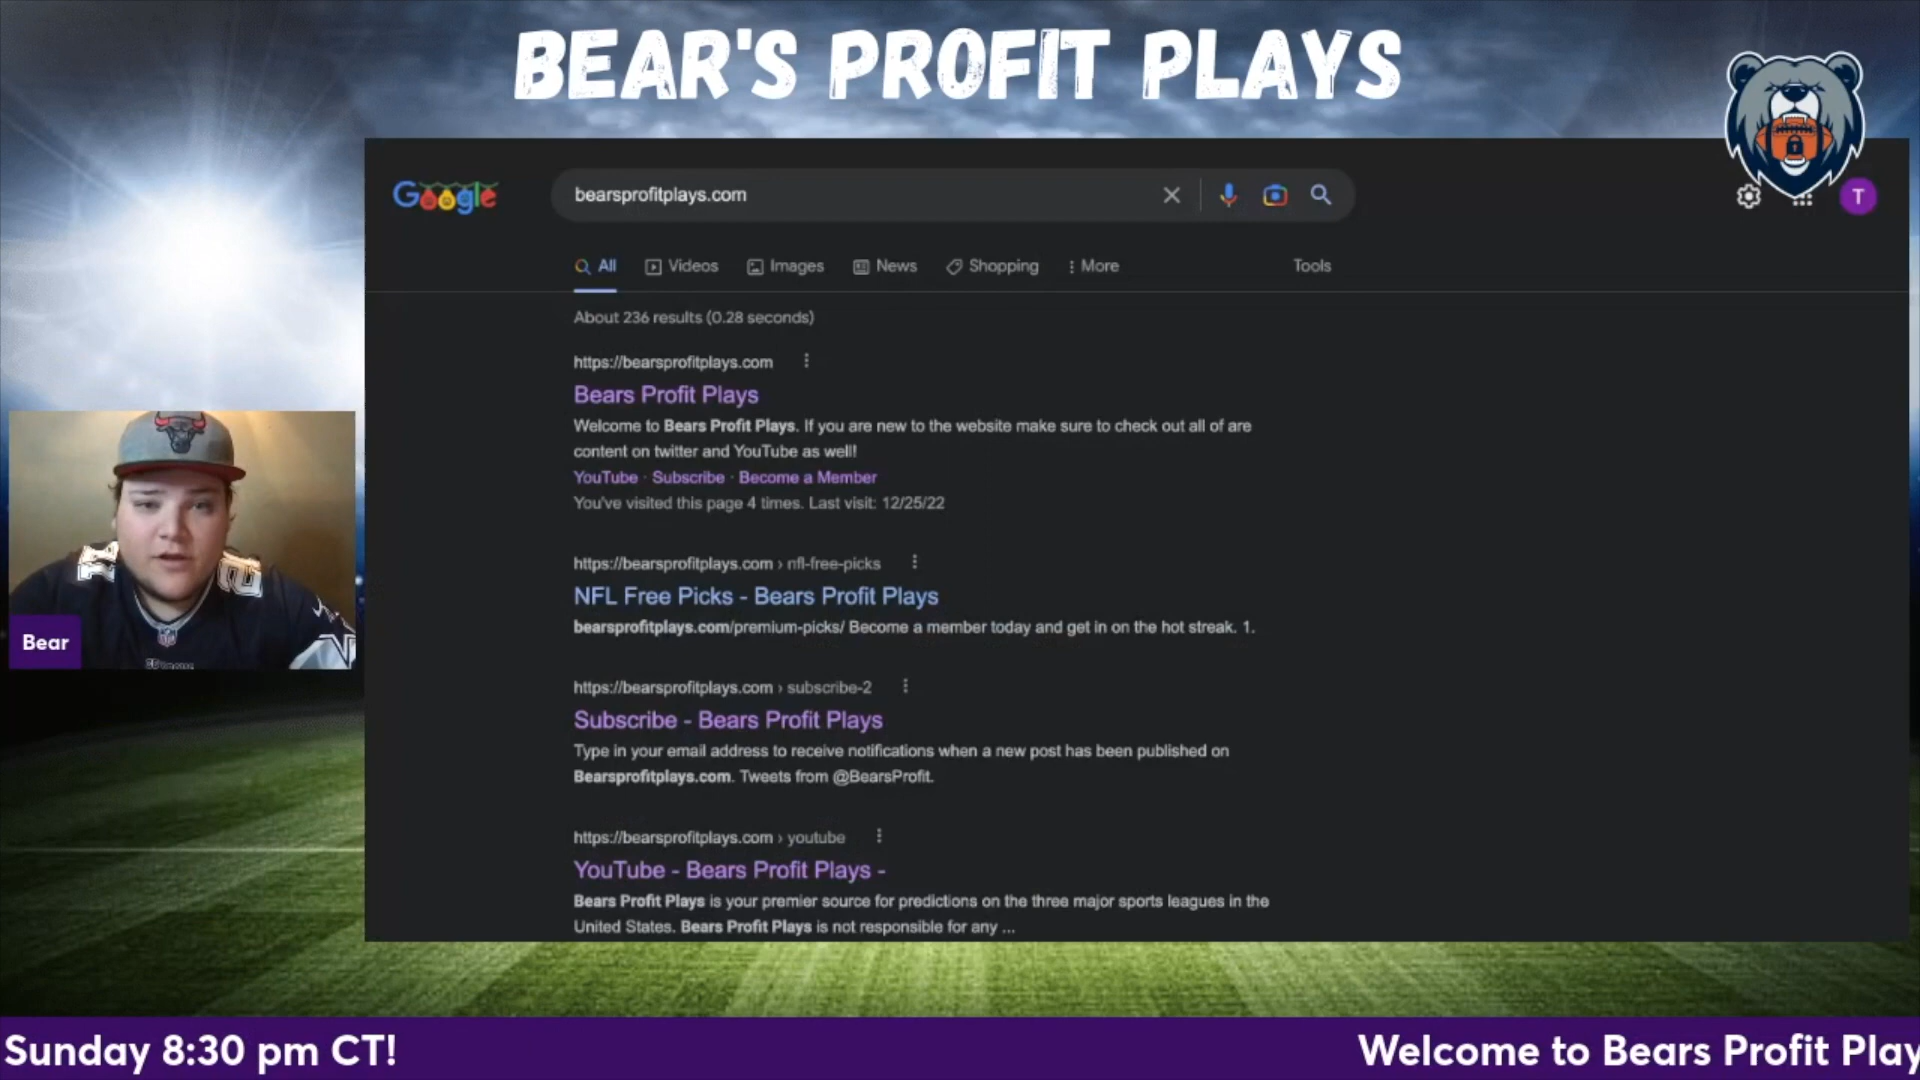 BEAR'S PROFIT PLAYS
Google
bearsprofitplays.com
T
All
Videos
Images
News
Shopping
More
Tools
About 236 results (0.28 seconds)
https://bearsprofitplays.com
Bears Profit Plays
Welcome to Bears Profit Plays. If you are new to the website make sure to check out all of are
content on twitter and YouTube as well!
YouTube · Subscribe · Become a Member
You've visited this page 4 times. Last visit: 12/25/22
https://bearsprofitplays.com › nfl-free-picks
NFL Free Picks - Bears Profit Plays
bearsprofitplays.com/premium-picks/ Become a member today and get in on the hot streak. 1.
https://bearsprofitplays.com › subscribe-2
Subscribe - Bears Profit Plays
Type in your email address to receive notifications when a new post has been published on
Bearsprofitplays.com. Tweets from @BearsProfit.
https://bearsprofitplays.com › youtube
YouTube - Bears Profit Plays -
Bears Profit Plays is your premier source for predictions on the three major sports leagues in the
United States. Bears Profit Plays is not responsible for any ...
Bear
Sunday 8:30 pm CT!
Welcome to Bears Profit Play